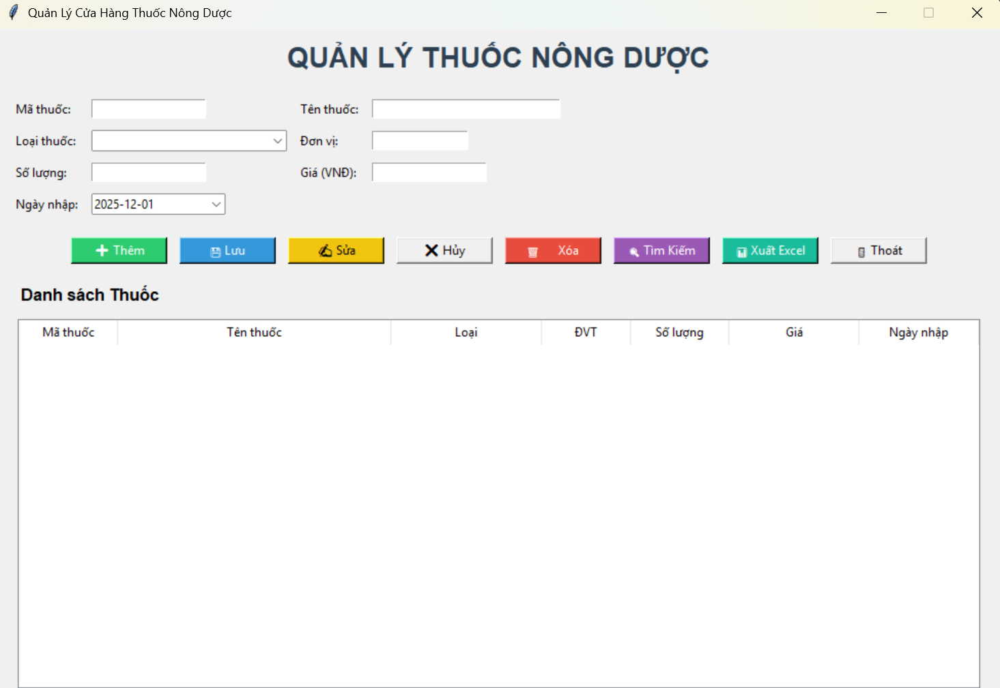 Quản Lý Cửa Hàng Thuốc Nông Dược
QUẢN LÝ THUỐC NÔNG DƯỢC
Mã thuốc: Tên thuốc:
Loại thuốc: Đơn vị:
Số lượng: Giá (VNĐ):
Ngày nhập: 2025-12-01
Thêm Lưu Sửa Hủy Xóa Tìm Kiếm Xuất Excel Thoát
Danh sách Thuốc
Mã thuốc Tên thuốc Loại ĐVT Số lượng Giá Ngày nhập